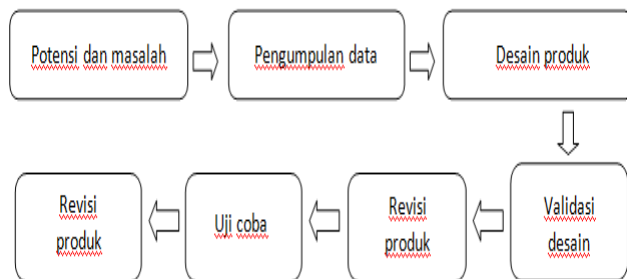 Potensi dan masalah
Pengumpulan data
Desain produk
Validasi
desain
Revisi
produk
Uji coba
Revisi
produk